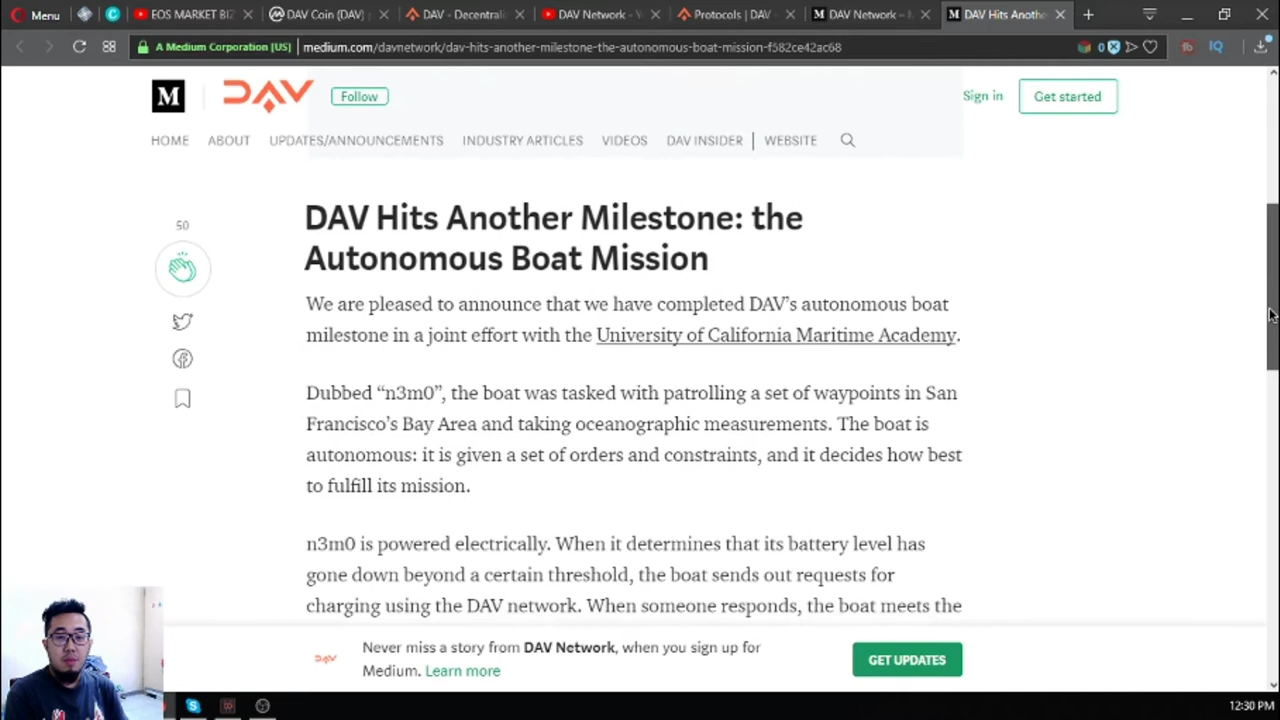 Menu
EOS MARKET BIZ
DAV Coin (DAV)
DAV - Decentrali
DAV Network -
Protocols | DAV
DAV Network –
DAV Hits Anothe
A Medium Corporation [US]
medium.com/davnetwork/dav-hits-another-milestone-the-autonomous-boat-mission-f582ce42ac68
0
IQ
M
DAV
Follow
Sign in
Get started
HOME
ABOUT
UPDATES/ANNOUNCEMENTS
INDUSTRY ARTICLES
VIDEOS
DAV INSIDER
WEBSITE
50
DAV Hits Another Milestone: the
Autonomous Boat Mission
We are pleased to announce that we have completed DAV's autonomous boat
milestone in a joint effort with the University of California Maritime Academy.
Dubbed “n3m0”, the boat was tasked with patrolling a set of waypoints in San
Francisco's Bay Area and taking oceanographic measurements. The boat is
autonomous: it is given a set of orders and constraints, and it decides how best
to fulfill its mission.
n3m0 is powered electrically. When it determines that its battery level has
gone down beyond a certain threshold, the boat sends out requests for
charging using the DAV network. When someone responds, the boat meets the
DAV
Never miss a story from DAV Network, when you sign up for
Medium. Learn more
GET UPDATES
12:30 PM